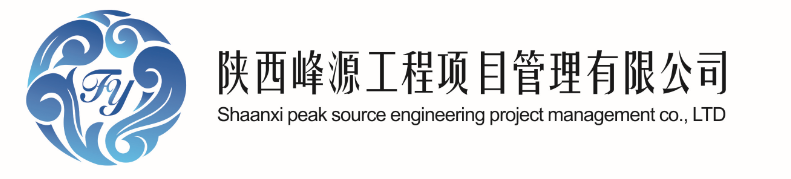 FY
陕西峰源工程项目管理有限公司
Shaanxi peak source engineering project management co., LTD